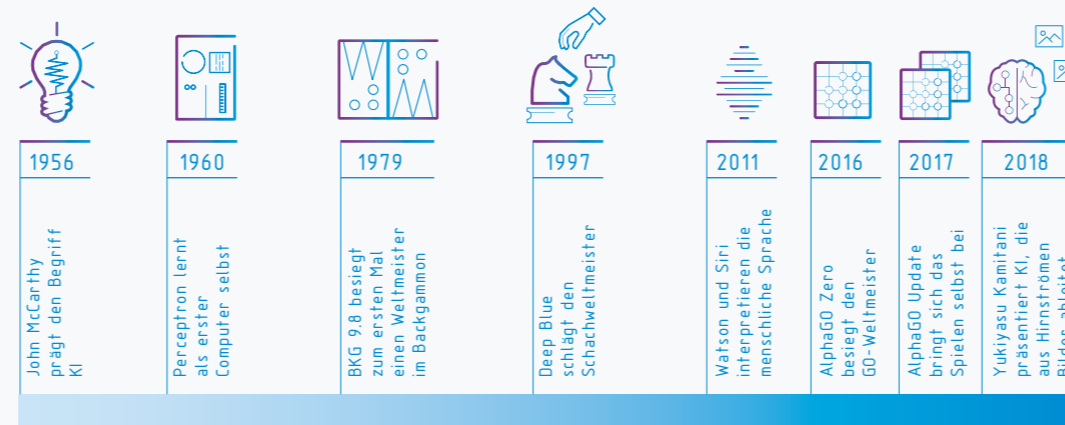 1956
John McCarthy
prägt den Begriff
KI
1960
Perceptron lernt
als erster
Computer selbst
1979
BKG 9.8 besiegt
zum ersten Mal
einen Weltmeister
im Backgammon
1997
Deep Blue
schlägt den
Schachweltmeister
2011
Watson und Siri
interpretieren die
menschliche Sprache
2016
AlphaGO Zero
besiegt den
GO-Weltmeister
2017
AlphaGO Update
bringt sich das
Spielen selbst bei
2018
Yukiyasu Kamitani
präsentiert KI, die
aus Hirnströmen
Bilder ableitet